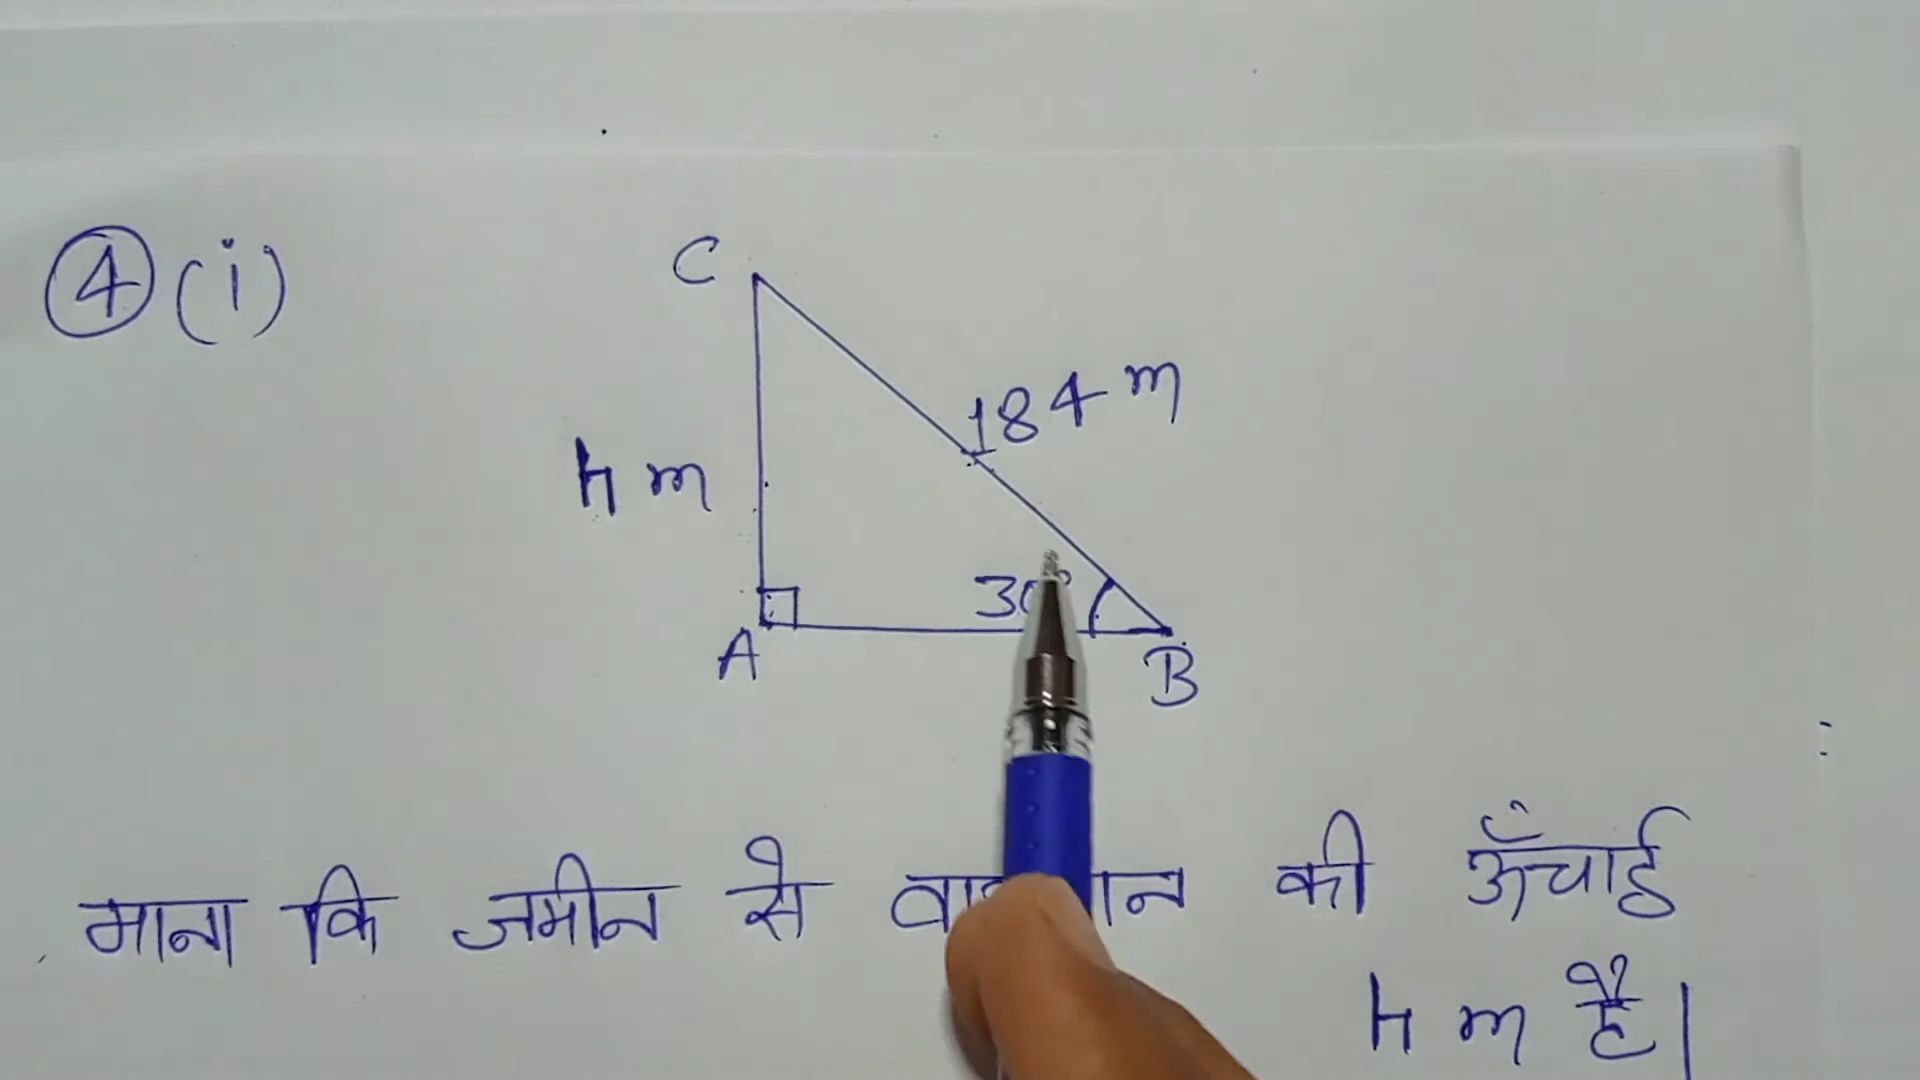 ④ (i)
C
184 m
h m
A
B
माना कि जमीन से की ऊँचाई
h m है।